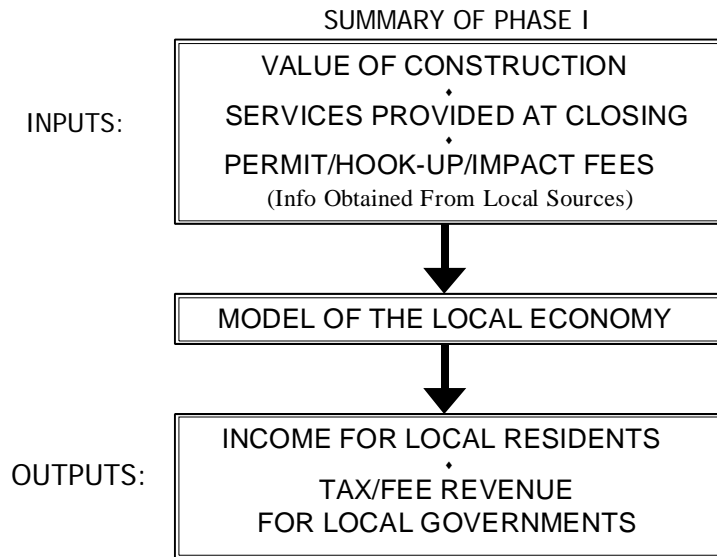 SUMMARY OF PHASE I
INPUTS:
VALUE OF CONSTRUCTION
SERVICES PROVIDED AT CLOSING
PERMIT/HOOK-UP/IMPACT FEES
(Info Obtained From Local Sources)
MODEL OF THE LOCAL ECONOMY
OUTPUTS:
INCOME FOR LOCAL RESIDENTS
TAX/FEE REVENUE
FOR LOCAL GOVERNMENTS